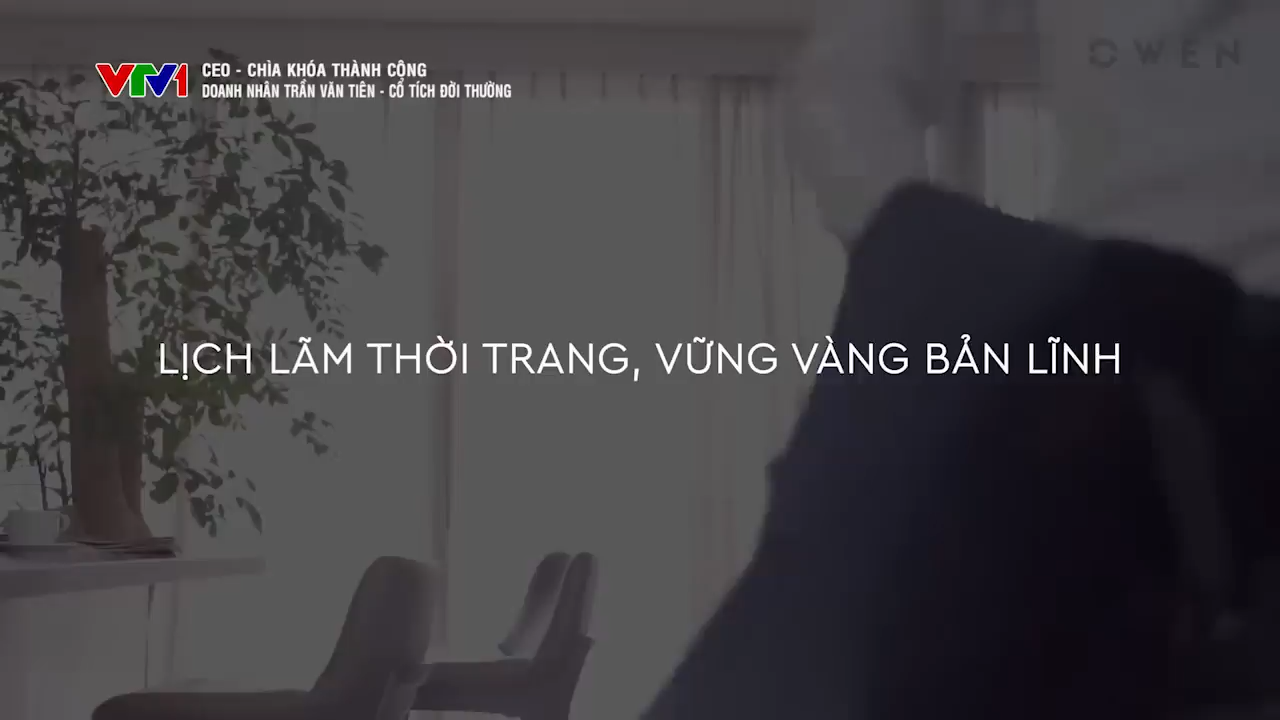 VTV1
CEO - CHÌA KHÓA THÀNH CÔNG
DOANH NHÂN TRẦN VĂN TIÊN - CỔ TÍCH ĐỜI THƯỜNG
OWEN
LỊCH LÃM THỜI TRANG, VỮNG VÀNG BẢN LĨNH